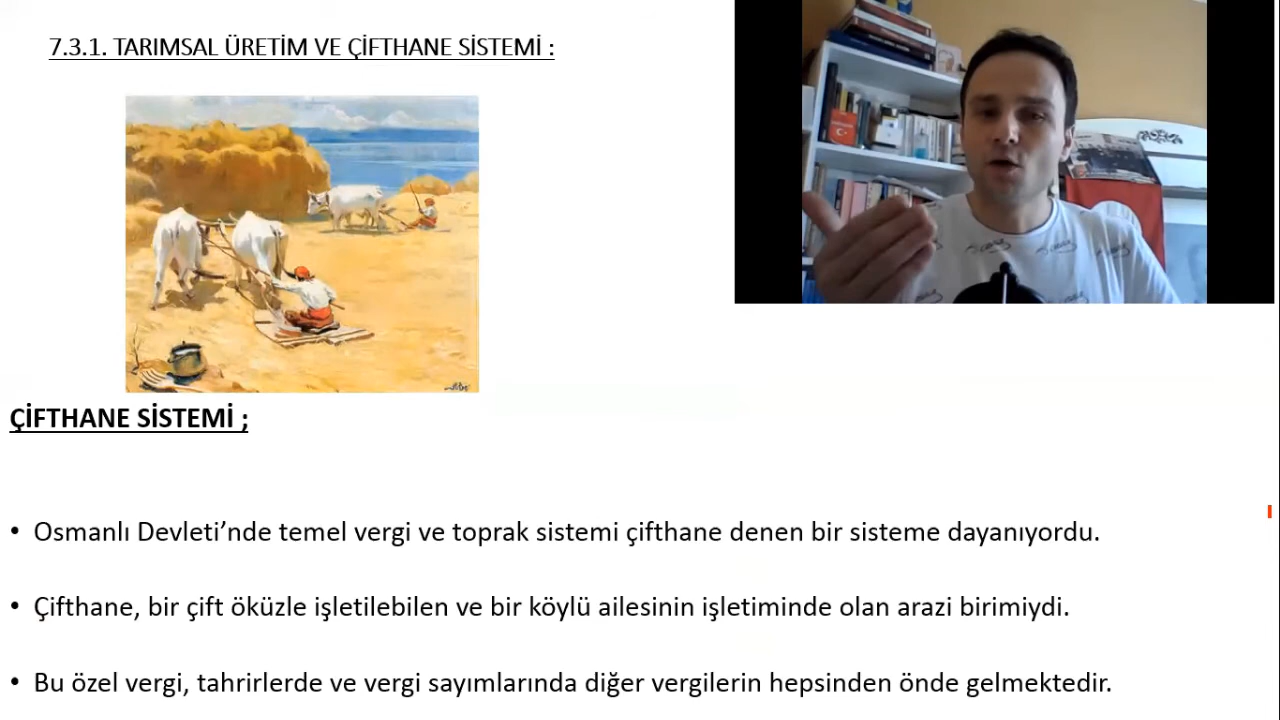 7.3.1. TARIMSAL ÜRETİM VE ÇİFTHANE SİSTEMİ :
ÇİFTHANE SİSTEMİ ;
• Osmanlı Devleti’nde temel vergi ve toprak sistemi çifthane denen bir sisteme dayanıyordu.
• Çifthane, bir çift öküzle işletilebilen ve bir köylü ailesinin işletiminde olan arazi birimiydi.
• Bu özel vergi, tahrirlerde ve vergi sayımlarında diğer vergilerin hepsinden önde gelmektedir.